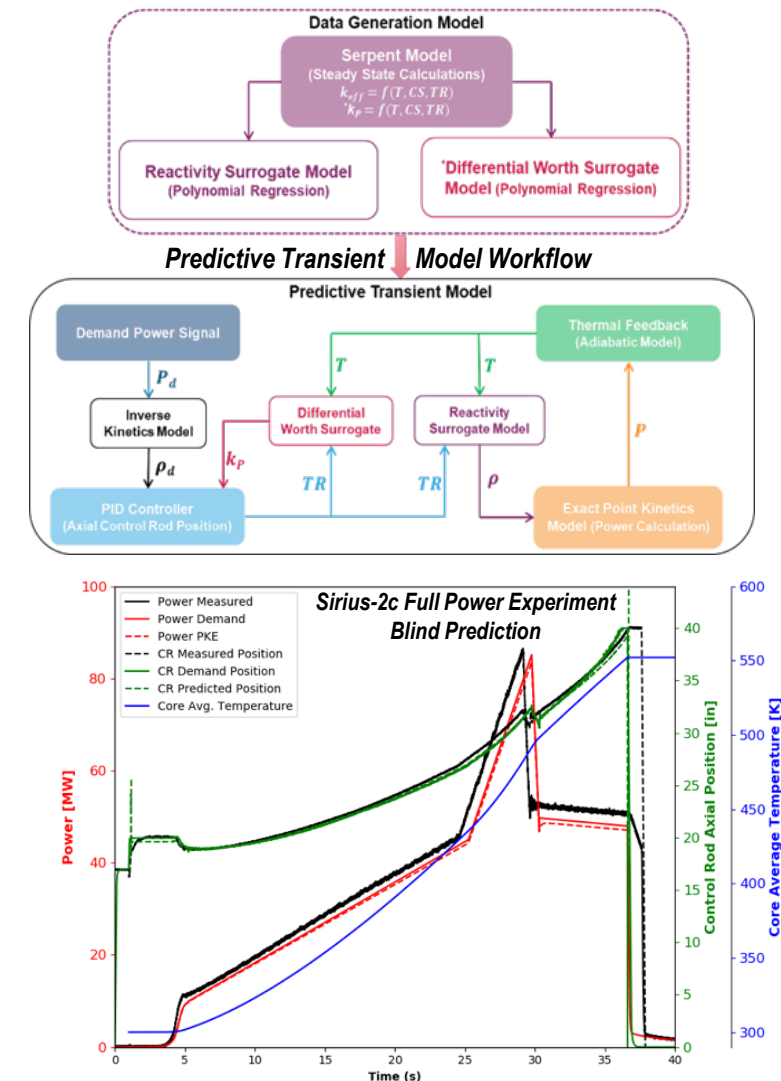 Data Generation Model
Serpent Model
(Steady State Calculations)
k_eff = f(T, CS, TR)
*k_P = f(T, CS, TR)
Reactivity Surrogate Model
(Polynomial Regression)
*Differential Worth Surrogate
Model (Polynomial Regression)
Predictive Transient Model Workflow
Predictive Transient Model
Demand Power Signal
Thermal Feedback
(Adiabatic Model)
P_d
T
T
Inverse
Kinetics Model
Differential
Worth Surrogate
Reactivity
Surrogate Model
P
ρ_d
k_P
TR
TR
ρ
PID Controller
(Axial Control Rod Position)
Exact Point Kinetics
Model (Power Calculation)
Sirius-2c Full Power Experiment
Blind Prediction
Power Measured
Power Demand
Power PKE
CR Measured Position
CR Demand Position
CR Predicted Position
Core Avg. Temperature
100
80
60
40
20
0
Power [MW]
40
35
30
25
20
15
10
5
0
Control Rod Axial Position [in]
600
550
500
450
400
350
300
Core Average Temperature [K]
0
5
10
15
20
25
30
35
40
Time (s)